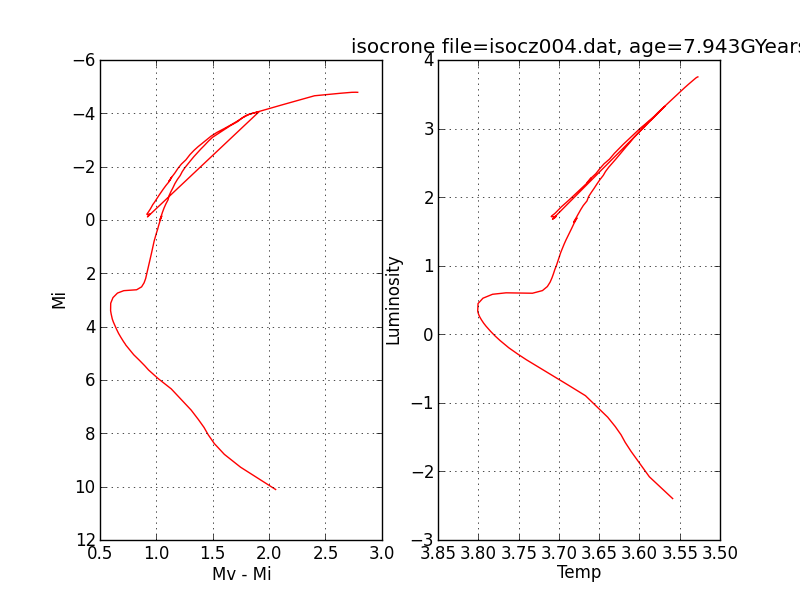 isocrone file=isocz004.dat, age=7.943GYears
−6
−4
−2
0
2
4
6
8
10
12
Mi
0.5 1.0 1.5 2.0 2.5 3.0
Mv - Mi
4
3
2
1
0
−1
−2
−3
Luminosity
3.85 3.80 3.75 3.70 3.65 3.60 3.55 3.50
Temp